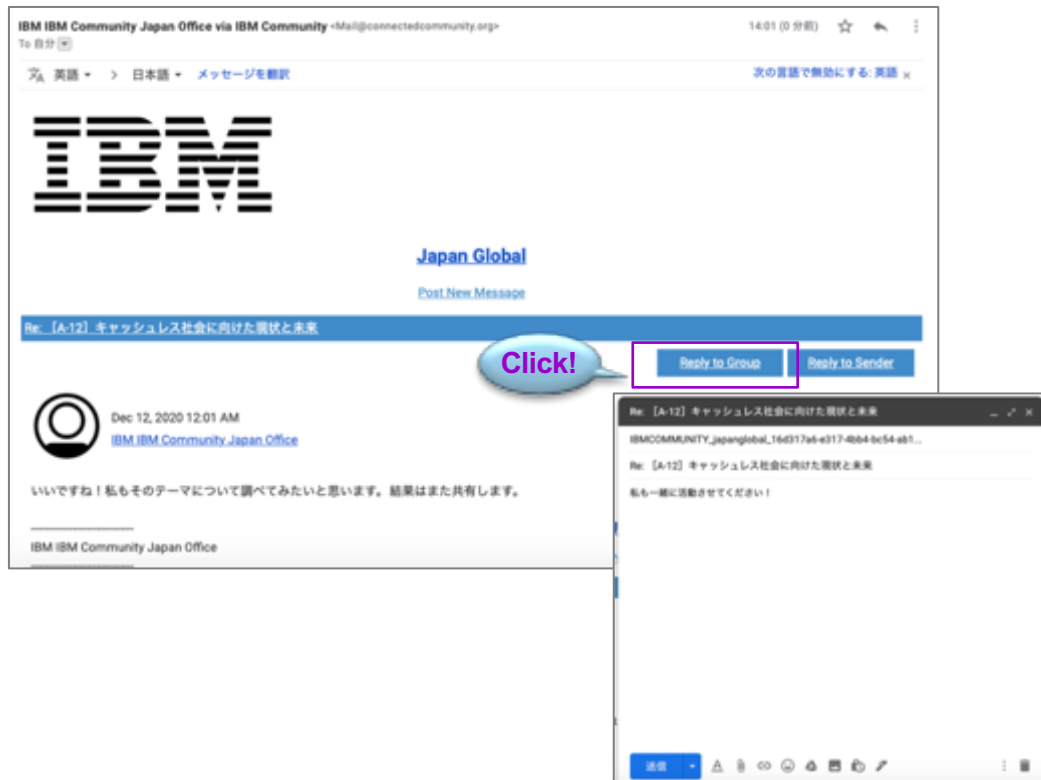 IBM IBM Community Japan Office via IBM Community <Mail@connectedcommunity.org>
14:01 (0 分前)
To 自分
英語 > 日本語 メッセージを翻訳
次の言語で無効にする: 英語 ×
IBM
Japan Global
Post New Message
Re: [A-12] キャッシュレス社会に向けた現状と未来
Click!
Reply to Group
Reply to Sender
Dec 12, 2020 12:01 AM
IBM IBM Community Japan Office
いいですね！私もそのテーマについて調べてみたいと思います。結果はまた共有します。
------------------------------
IBM IBM Community Japan Office
------------------------------
Re: [A-12] キャッシュレス社会に向けた現状と未来
IBMCOMMUNITY_japanglobal_16d317a6-e317-4bb4-bc54-ab1...
Re: [A-12] キャッシュレス社会に向けた現状と未来
私も一緒に活動させてください！
送信